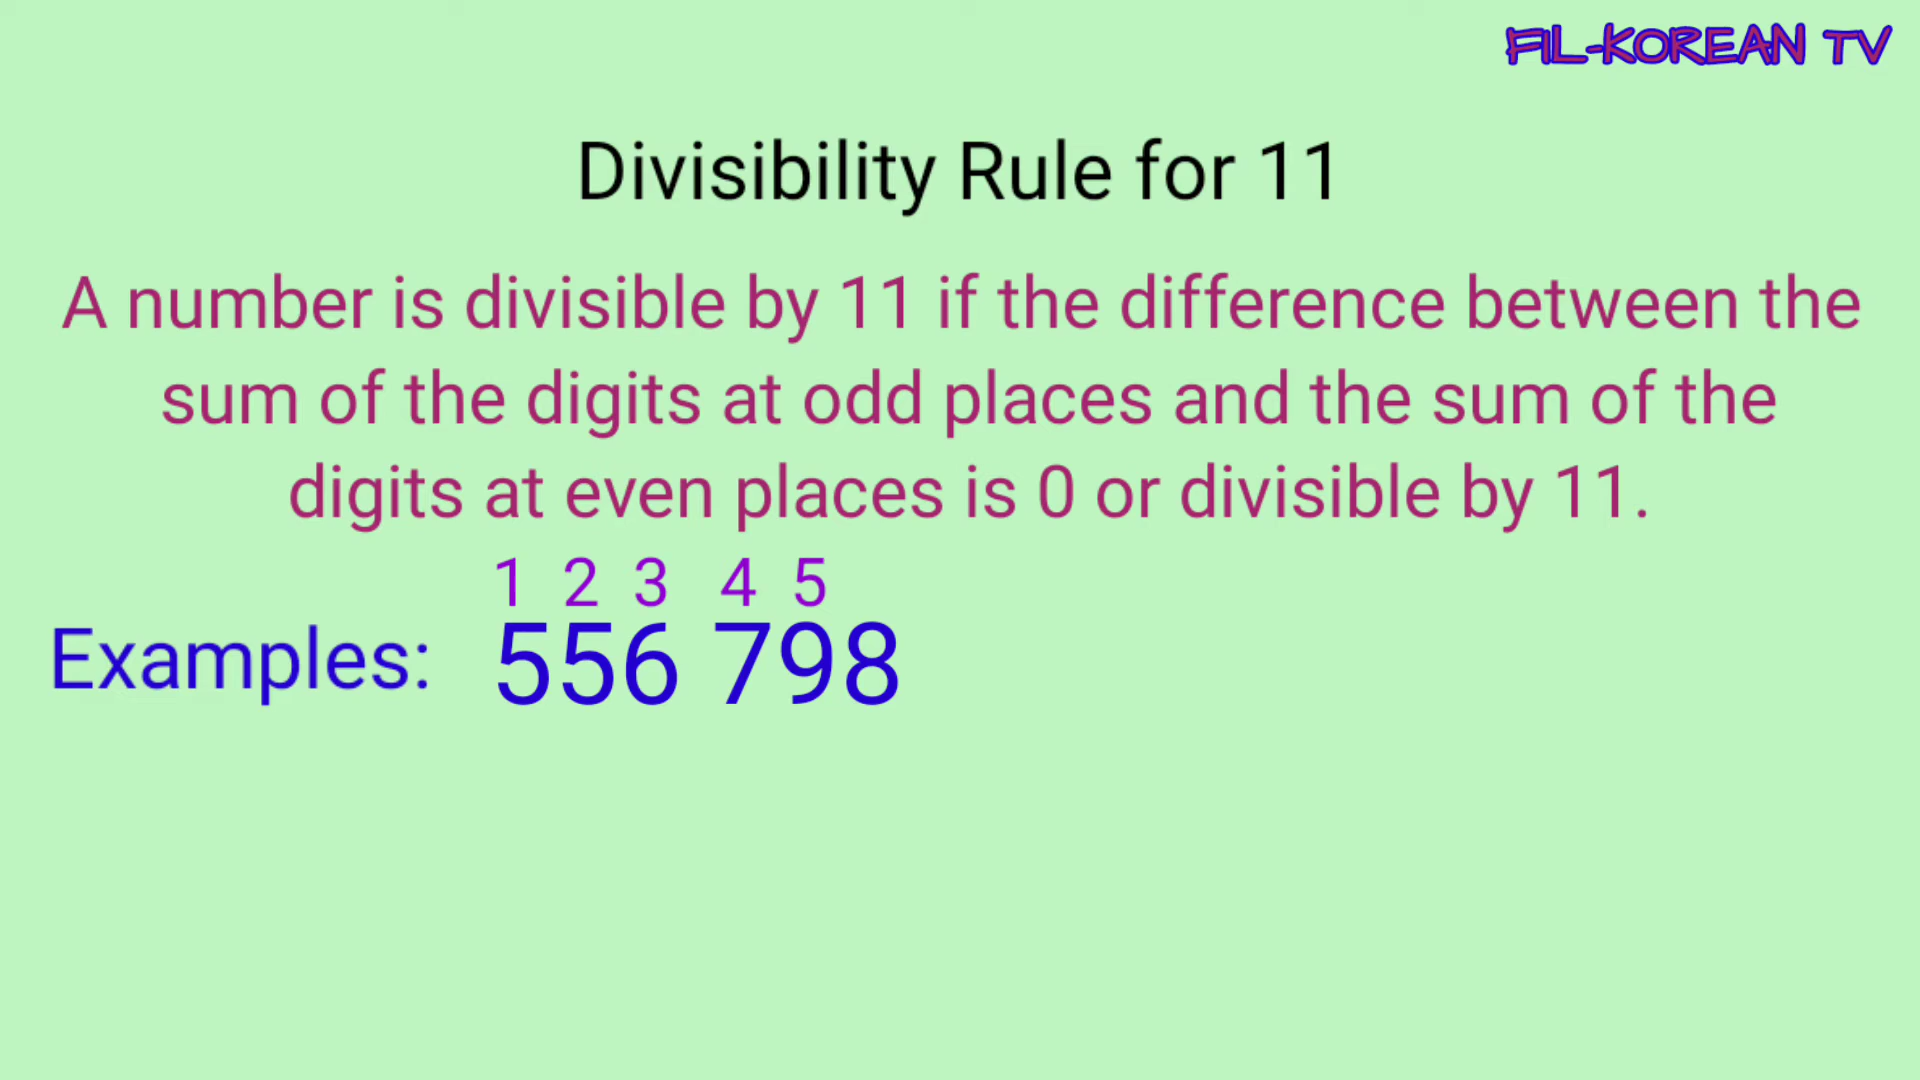 FIL-KOREAN TV
Divisibility Rule for 11
A number is divisible by 11 if the difference between the
sum of the digits at odd places and the sum of the
digits at even places is 0 or divisible by 11.
1 2 3 4 5
Examples: 556 798